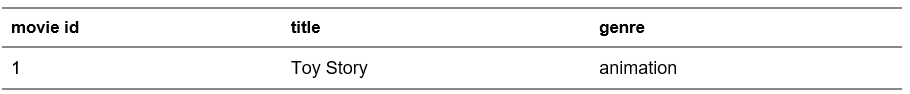 movie id title genre
1 Toy Story animation